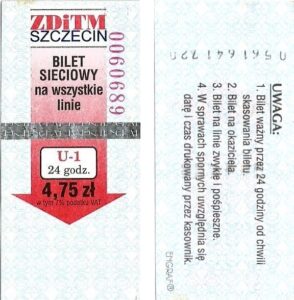 ZDiTM
SZCZECIN
BILET
SIECIOWY
na wszystkie
linie
0060689
U-1
24 godz.
4,75 zł
w tym 7% podatku VAT
UWAGA:
1. Bilet ważny przez 24 godziny od chwili
skasowania biletu.
2. Bilet na okaziciela.
3. Bilet na linie zwykłe i pośpieszne.
4. W sprawach spornych uwzględnia się
datę i czas drukgwany przez kasownik.
ENGRAF®